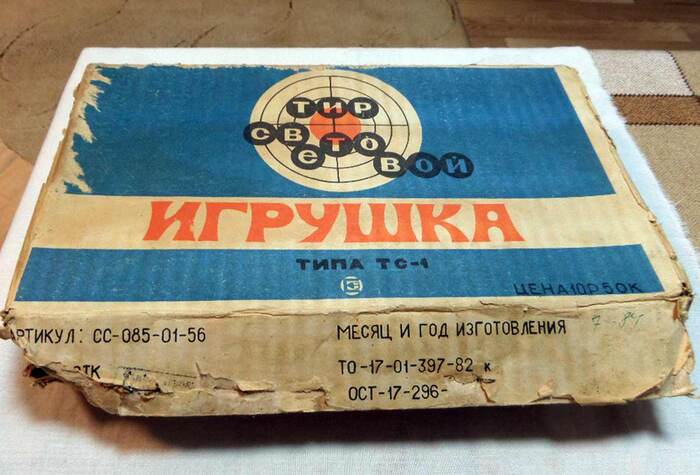 ТИР
СВЕТОВОЙ
ИГРУШКА
ТИПА ТС-1
ЦЕНА 10Р.50К
АРТИКУЛ: СС-085-01-56
МЕСЯЦ И ГОД ИЗГОТОВЛЕНИЯ
ТО-17-01-397-82 к
ОТК
ОСТ-17-296-